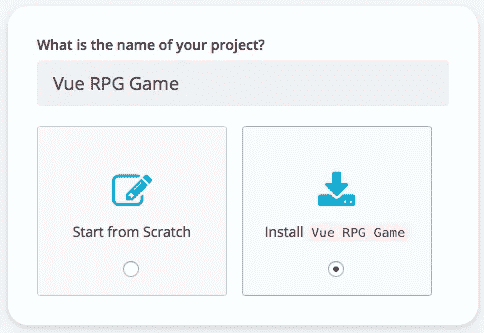 What is the name of your project?
Vue RPG Game
Start from Scratch
Install Vue RPG Game